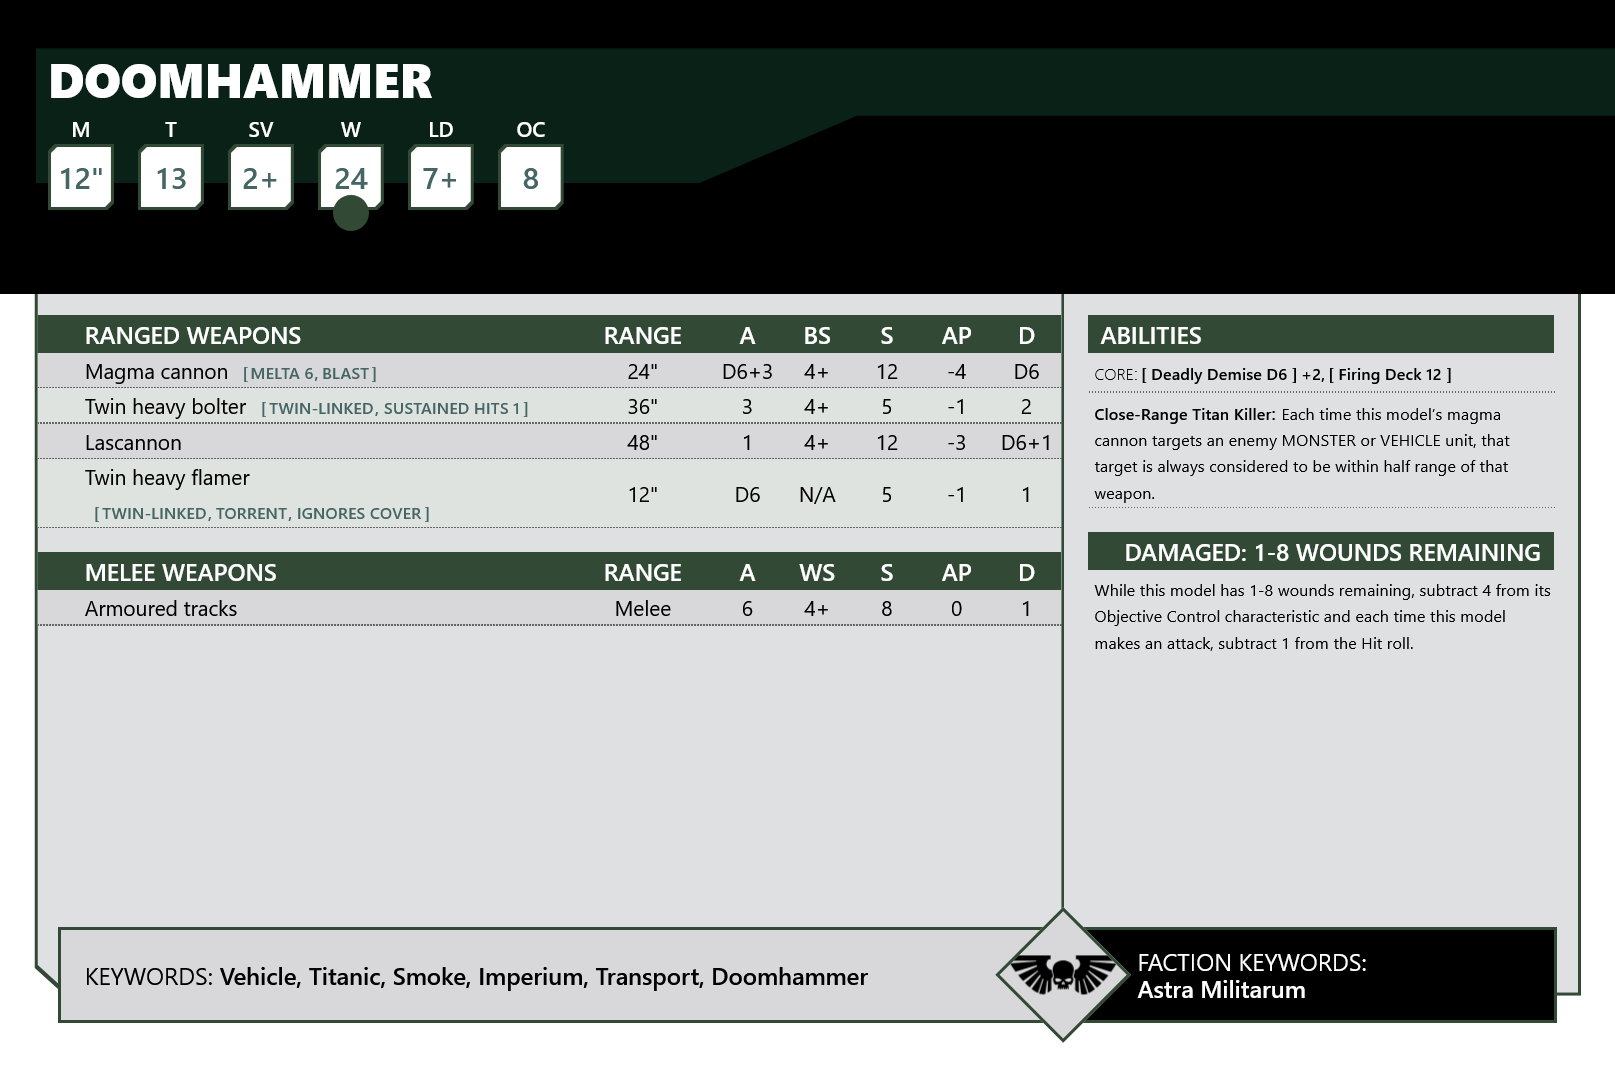 DOOMHAMMER
M T SV W LD OC
12" 13 2+ 24 7+ 8
RANGED WEAPONS RANGE A BS S AP D
Magma cannon [MELTA 6, BLAST] 24" D6+3 4+ 12 -4 D6
Twin heavy bolter [TWIN-LINKED, SUSTAINED HITS 1] 36" 3 4+ 5 -1 2
Lascannon 48" 1 4+ 12 -3 D6+1
Twin heavy flamer 12" D6 N/A 5 -1 1
[TWIN-LINKED, TORRENT, IGNORES COVER]
MELEE WEAPONS RANGE A WS S AP D
Armoured tracks Melee 6 4+ 8 0 1
ABILITIES
CORE: [ Deadly Demise D6 ] +2, [ Firing Deck 12 ]
Close-Range Titan Killer: Each time this model's magma
cannon targets an enemy MONSTER or VEHICLE unit, that
target is always considered to be within half range of that
weapon.
DAMAGED: 1-8 WOUNDS REMAINING
While this model has 1-8 wounds remaining, subtract 4 from its
Objective Control characteristic and each time this model
makes an attack, subtract 1 from the Hit roll.
KEYWORDS: Vehicle, Titanic, Smoke, Imperium, Transport, Doomhammer
FACTION KEYWORDS:
Astra Militarum